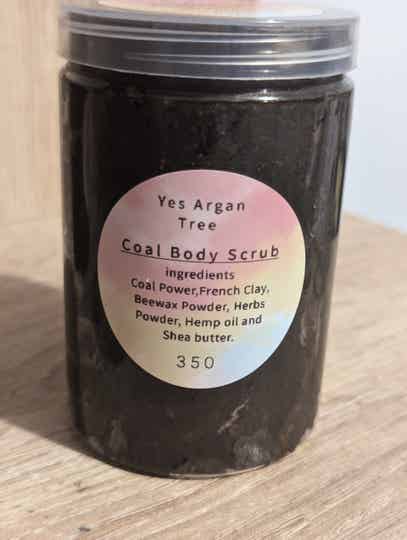 Yes Argan
Tree
Coal Body Scrub
ingredients
Coal Power,French Clay,
Beewax Powder, Herbs
Powder, Hemp oil and
Shea butter.
350